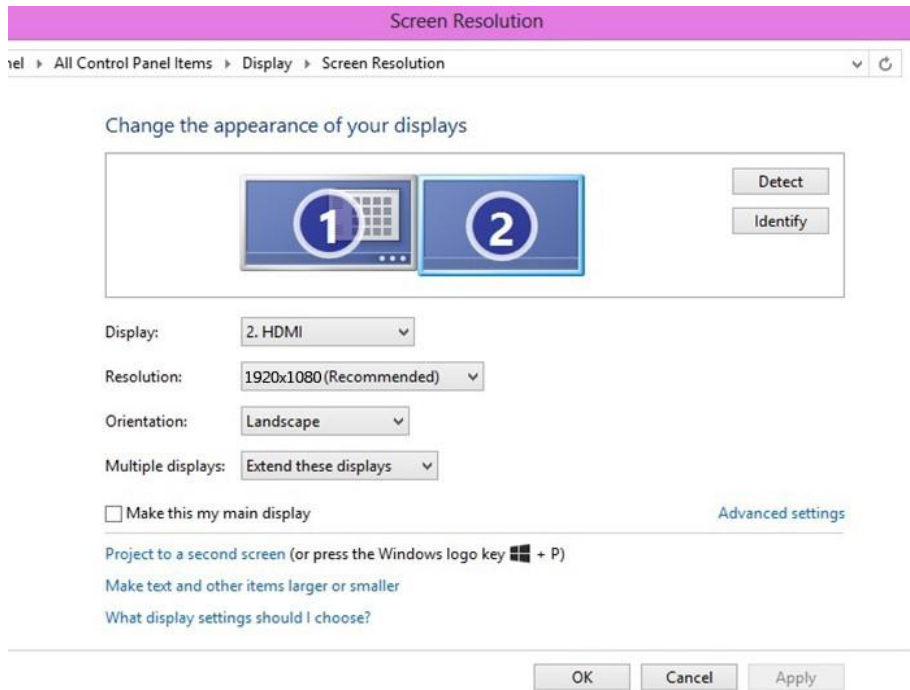 Screen Resolution
nel ▸ All Control Panel Items ▸ Display ▸ Screen Resolution
Change the appearance of your displays
1 2
Detect
Identify
Display: 2. HDMI
Resolution: 1920x1080 (Recommended)
Orientation: Landscape
Multiple displays: Extend these displays
Make this my main display
Advanced settings
Project to a second screen (or press the Windows logo key + P)
Make text and other items larger or smaller
What display settings should I choose?
OK Cancel Apply